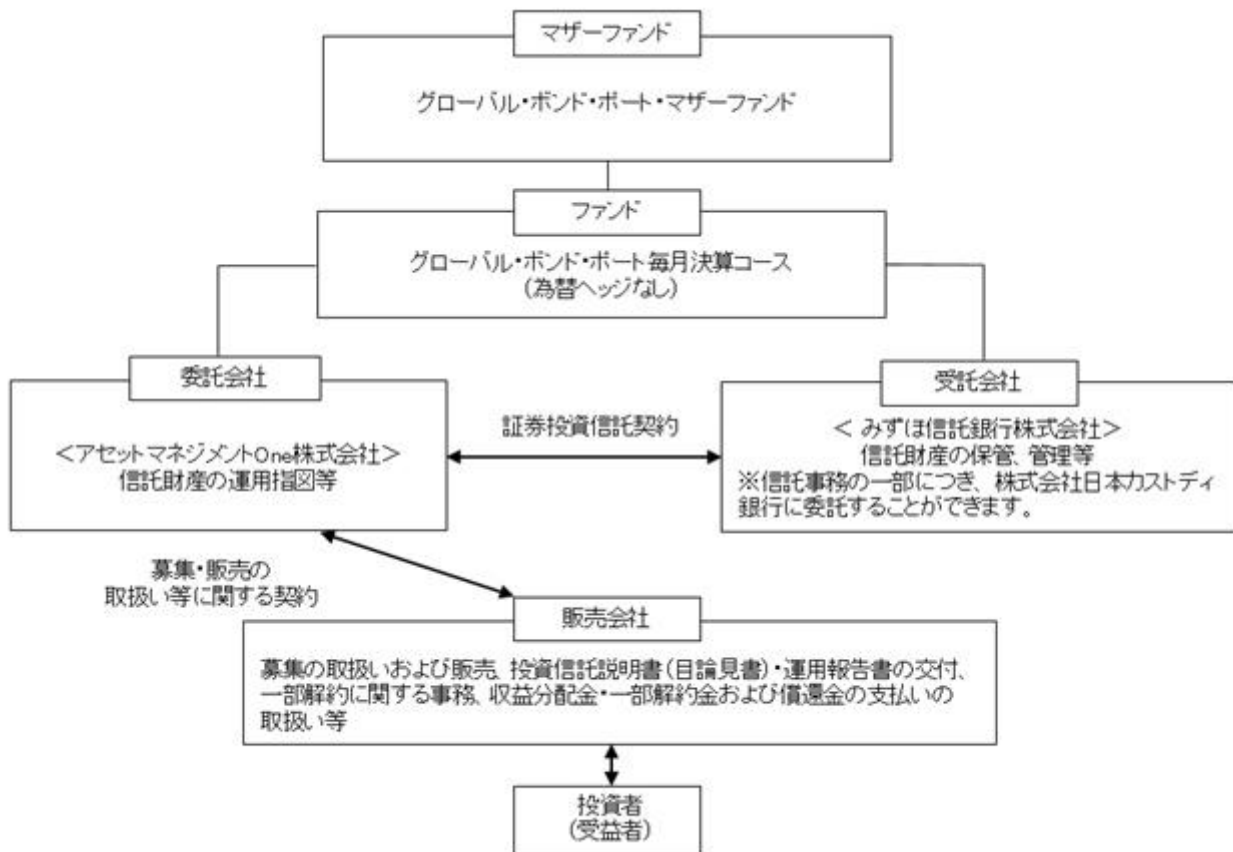 マザーファンド
グローバル・ボンド・ポート・マザーファンド
ファンド
グローバル・ボンド・ポート毎月決算コース
(為替ヘッジなし)
委託会社
<アセットマネジメントOne株式会社>
信託財産の運用指図等
証券投資信託契約
受託会社
< みずほ信託銀行株式会社>
信託財産の保管、管理等
※信託事務の一部につき、株式会社日本カストディ
銀行に委託することができます。
募集・販売の
取扱い等に関する契約
販売会社
募集の取扱いおよび販売、投資信託説明書(目論見書)・運用報告書の交付、
一部解約に関する事務、収益分配金・一部解約金および償還金の支払いの
取扱い等
投資者
(受益者)